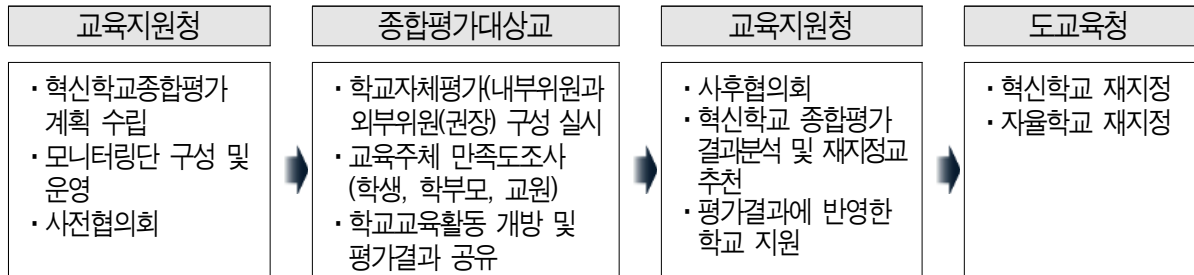 교육지원청
· 혁신학교종합평가
계획 수립
· 모니터링단 구성 및
운영
· 사전협의회
종합평가대상교
· 학교자체평가(내부위원과
외부위원(권장) 구성 실시
· 교육주체 만족도조사
(학생, 학부모, 교원)
· 학교교육활동 개방 및
평가결과 공유
교육지원청
· 사후협의회
· 혁신학교 종합평가
결과분석 및 재지정교
추천
· 평가결과에 반영한
학교 지원
도교육청
· 혁신학교 재지정
· 자율학교 재지정